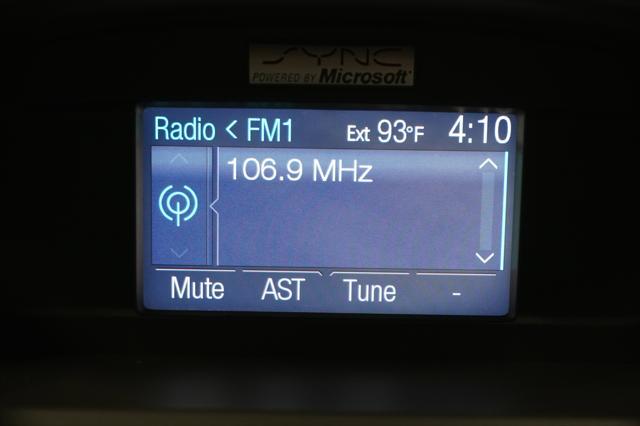 SYNC
POWERED BY Microsoft®
Radio < FM1 Ext 93°F 4:10
106.9 MHz
Mute AST Tune -